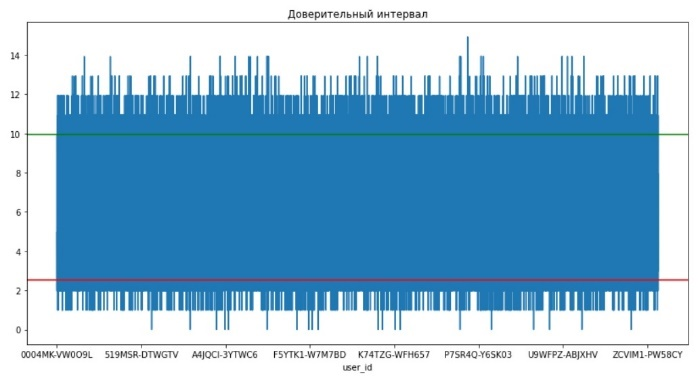 Доверительный интервал
14
12
10
8
6
4
2
0
0004MK-VW0O9L 519MSR-DTWGTV A4JQCI-3YTWC6 F5YTK1-W7M7BD K74TZG-WFH657 P7SR4Q-Y6SK03 U9WFPZ-ABJXHV ZCVIM1-PW58CY
user_id